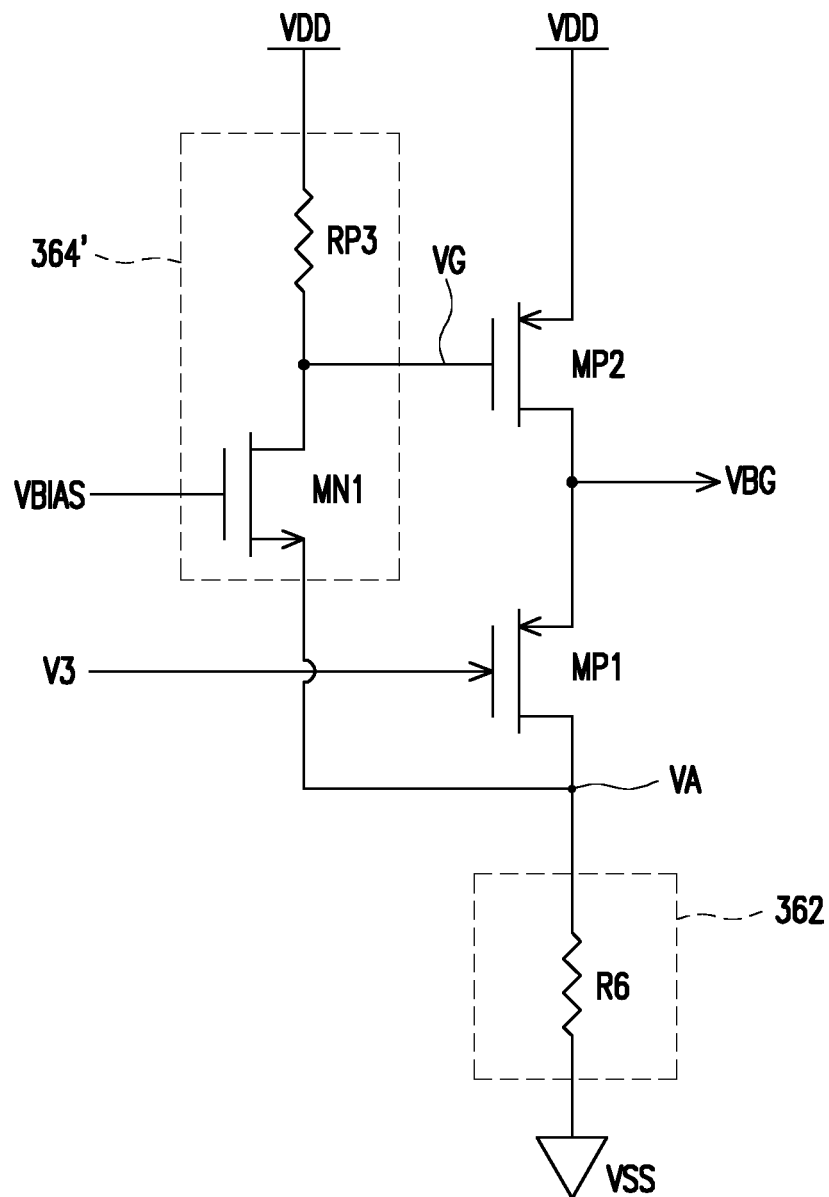 VDD
VDD
364'
RP3
VG
MP2
VBIAS
MN1
VBG
V3
MP1
VA
362
R6
VSS